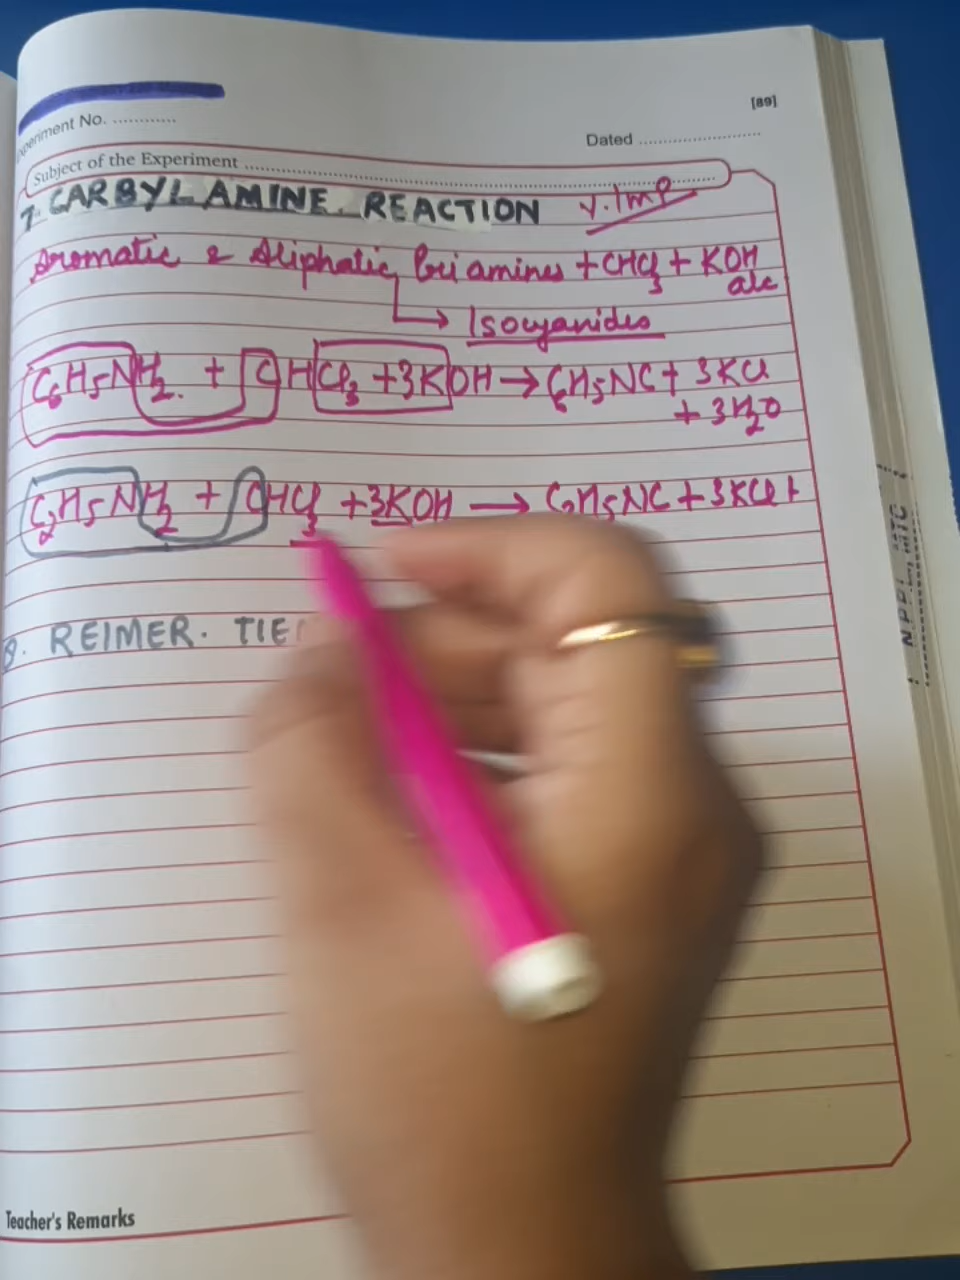 [89]
Experiment No. ............
Dated ........................
Subject of the Experiment ........................
7. CARBYLAMINE REACTION V. Imp
Aromatic & Aliphatic pri amines + CHCl3 + KOH
alc
→ Isocyanides
C6H5NH2 + CHCl3 + 3KOH → C6H5NC + 3KCl
+ 3H2O
C2H5NH2 + CHCl3 + 3KOH → C2H5NC + 3KCl +
8. REIMER. TIE
Teacher's Remarks